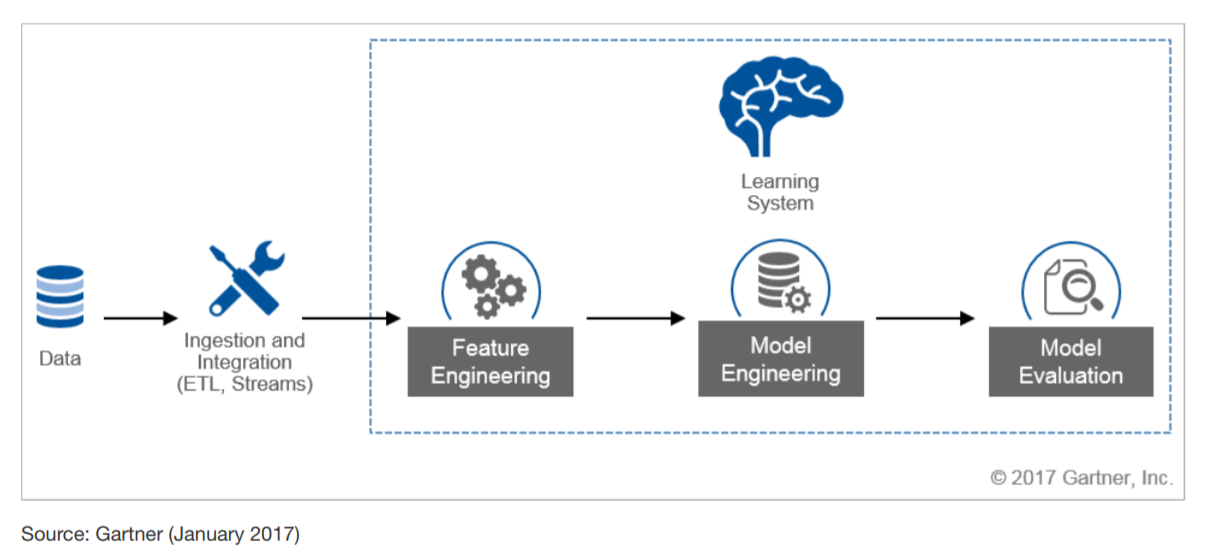 Learning
System
Data
Ingestion and
Integration
(ETL, Streams)
Feature
Engineering
Model
Engineering
Model
Evaluation
© 2017 Gartner, Inc.
Source: Gartner (January 2017)